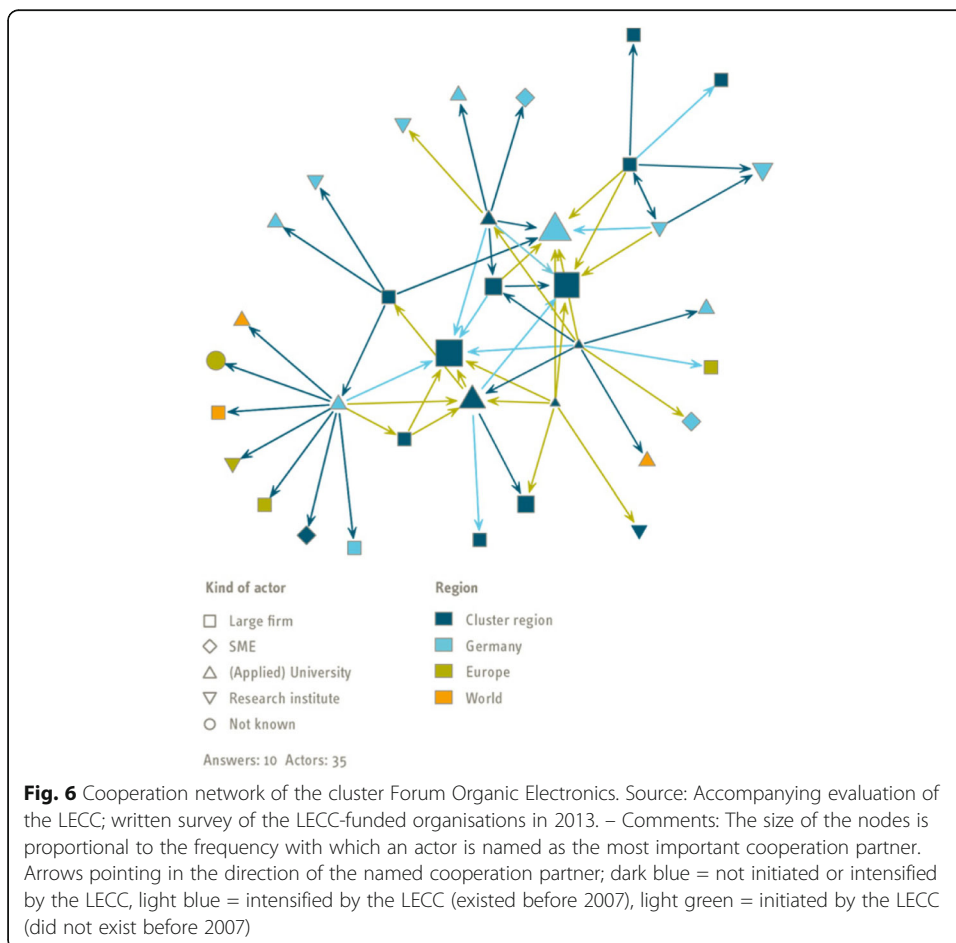 Kind of actor
Large firm
SME
(Applied) University
Research institute
Not known
Region
Cluster region
Germany
Europe
World
Answers: 10 Actors: 35
Fig. 6 Cooperation network of the cluster Forum Organic Electronics. Source: Accompanying evaluation of
the LECC; written survey of the LECC-funded organisations in 2013. – Comments: The size of the nodes is
proportional to the frequency with which an actor is named as the most important cooperation partner.
Arrows pointing in the direction of the named cooperation partner; dark blue = not initiated or intensified
by the LECC, light blue = intensified by the LECC (existed before 2007), light green = initiated by the LECC
(did not exist before 2007)